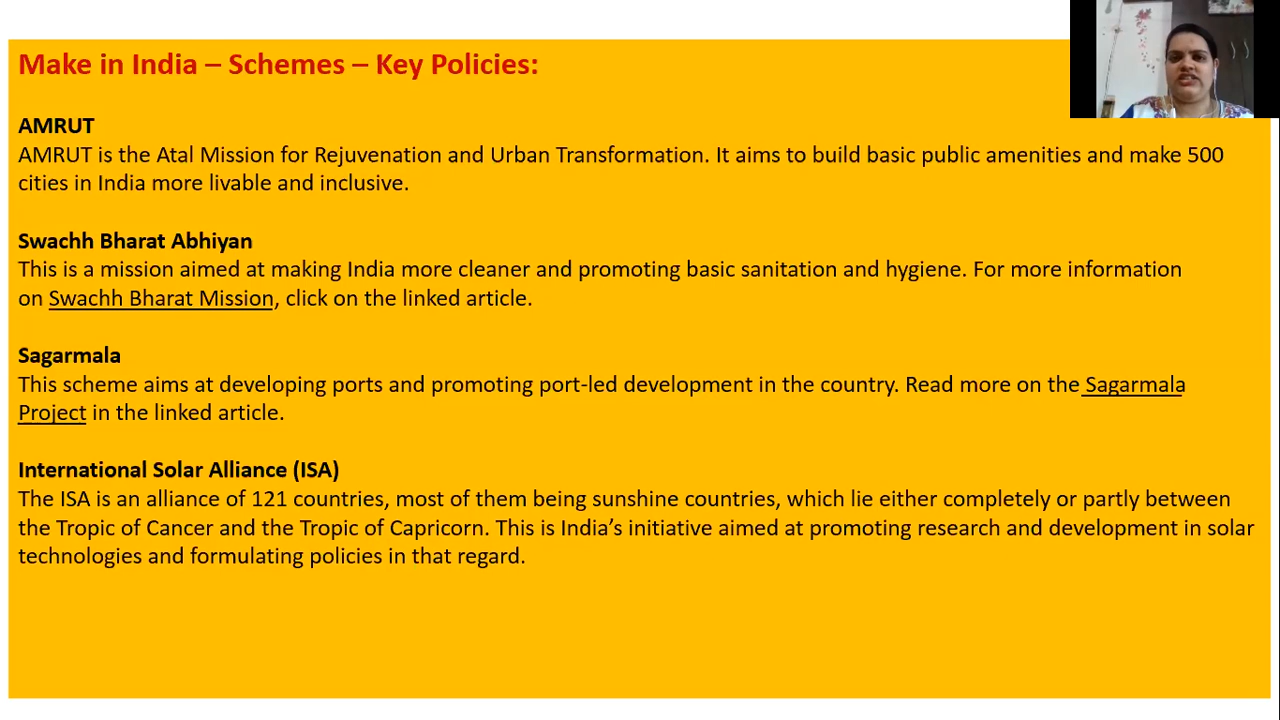 Make in India – Schemes – Key Policies:
AMRUT
AMRUT is the Atal Mission for Rejuvenation and Urban Transformation. It aims to build basic public amenities and make 500
cities in India more livable and inclusive.
Swachh Bharat Abhiyan
This is a mission aimed at making India more cleaner and promoting basic sanitation and hygiene. For more information
on Swachh Bharat Mission, click on the linked article.
Sagarmala
This scheme aims at developing ports and promoting port-led development in the country. Read more on the Sagarmala
Project in the linked article.
International Solar Alliance (ISA)
The ISA is an alliance of 121 countries, most of them being sunshine countries, which lie either completely or partly between
the Tropic of Cancer and the Tropic of Capricorn. This is India’s initiative aimed at promoting research and development in solar
technologies and formulating policies in that regard.